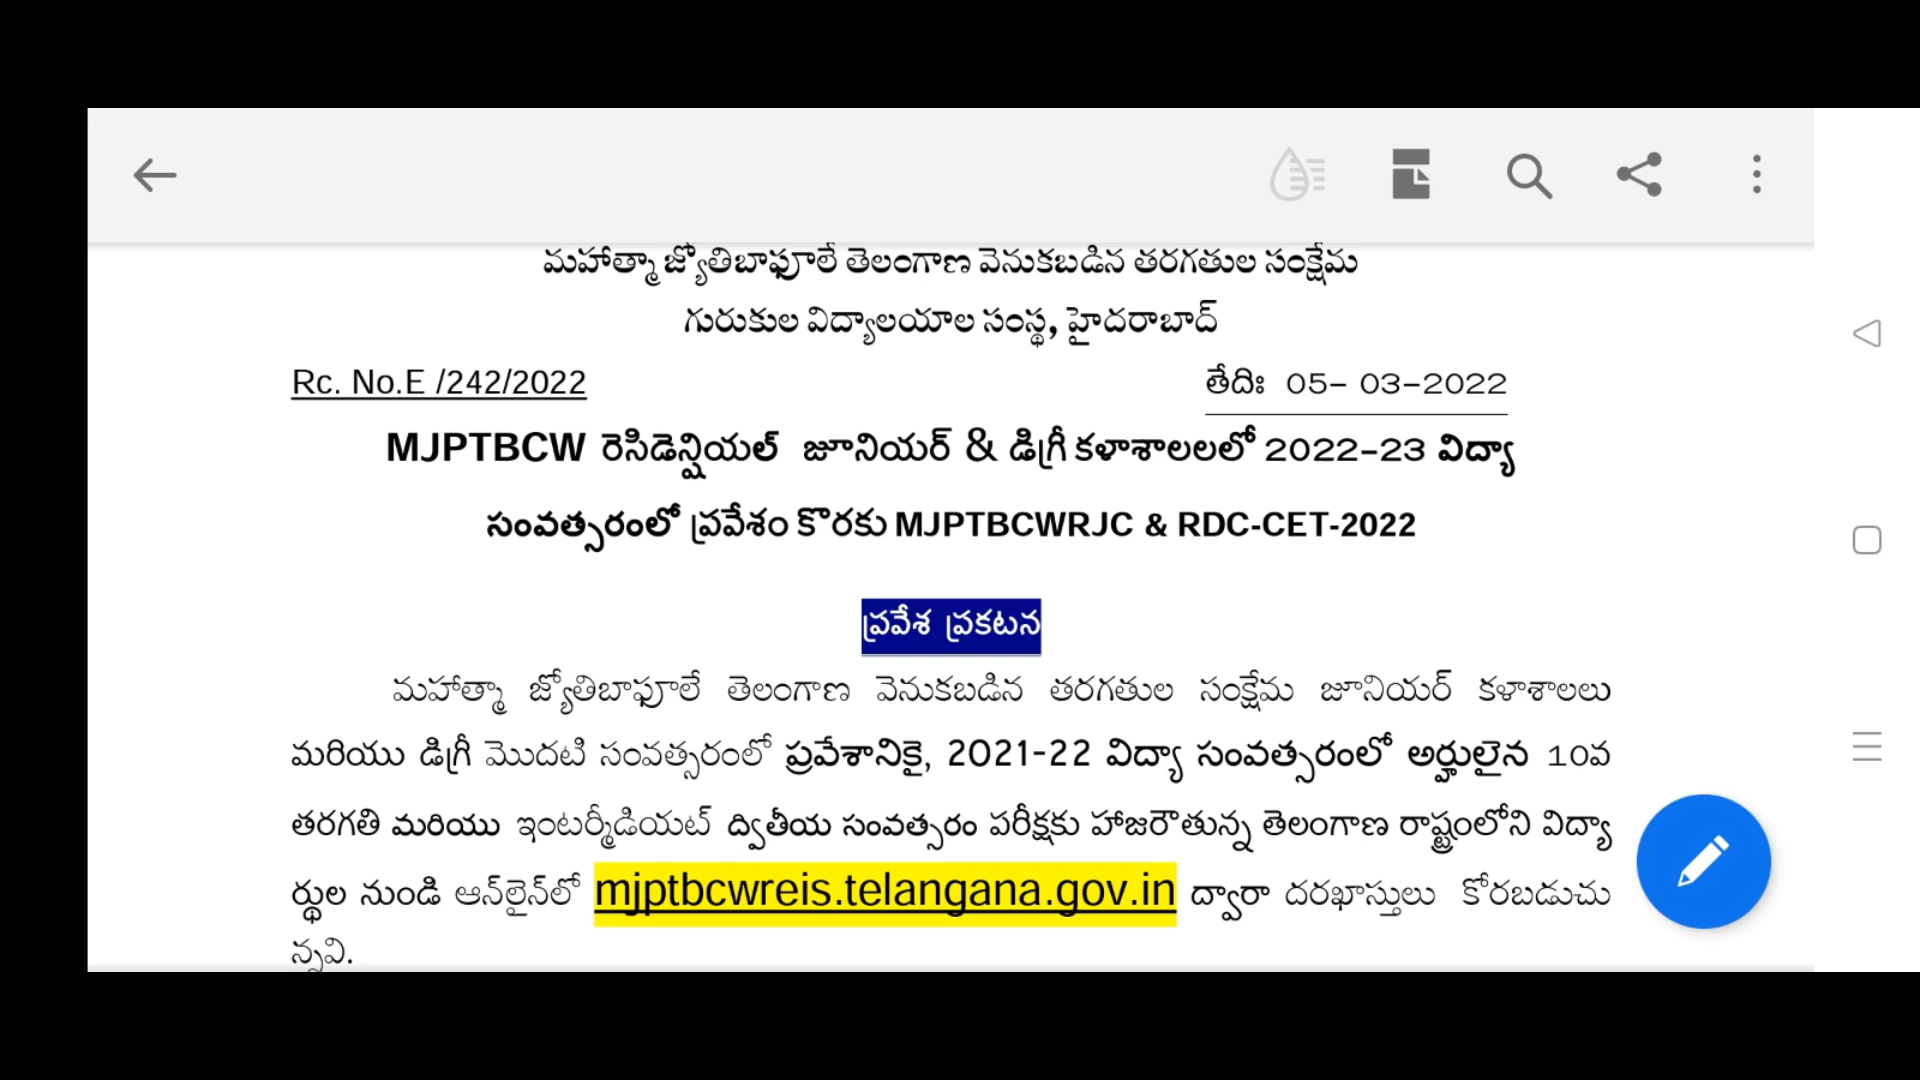 మహాత్మా జ్యోతిబాఫూలే తెలంగాణ వెనుకబడిన తరగతుల సంక్షేమ
గురుకుల విద్యాలయాల సంస్థ, హైదరాబాద్
Rc. No.E /242/2022 తేదిః 05- 03-2022
MJPTBCW రెసిడెన్షియల్ జూనియర్ & డిగ్రీ కళాశాలలలో 2022-23 విద్యా
సంవత్సరంలో ప్రవేశం కొరకు MJPTBCWRJC & RDC-CET-2022
ప్రవేశ ప్రకటన
మహాత్మా జ్యోతిబాఫూలే తెలంగాణ వెనుకబడిన తరగతుల సంక్షేమ జూనియర్ కళాశాలలు
మరియు డిగ్రీ మొదటి సంవత్సరంలో ప్రవేశానికై, 2021-22 విద్యా సంవత్సరంలో అర్హులైన 10వ
తరగతి మరియు ఇంటర్మీడియట్ ద్వితీయ సంవత్సరం పరీక్షకు హాజరౌతున్న తెలంగాణ రాష్ట్రంలోని విద్యా
ర్థుల నుండి ఆన్‌లైన్‌లో mjptbcwreis.telangana.gov.in ద్వారా దరఖాస్తులు కోరబడుచు
న్నవి.